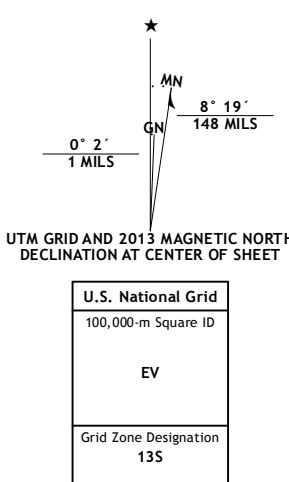 ★
MN
8° 19´
148 MILS
GN
0° 2´
1 MILS
UTM GRID AND 2013 MAGNETIC NORTH
DECLINATION AT CENTER OF SHEET
U.S. National Grid
100,000-m Square ID
EV
Grid Zone Designation
13S